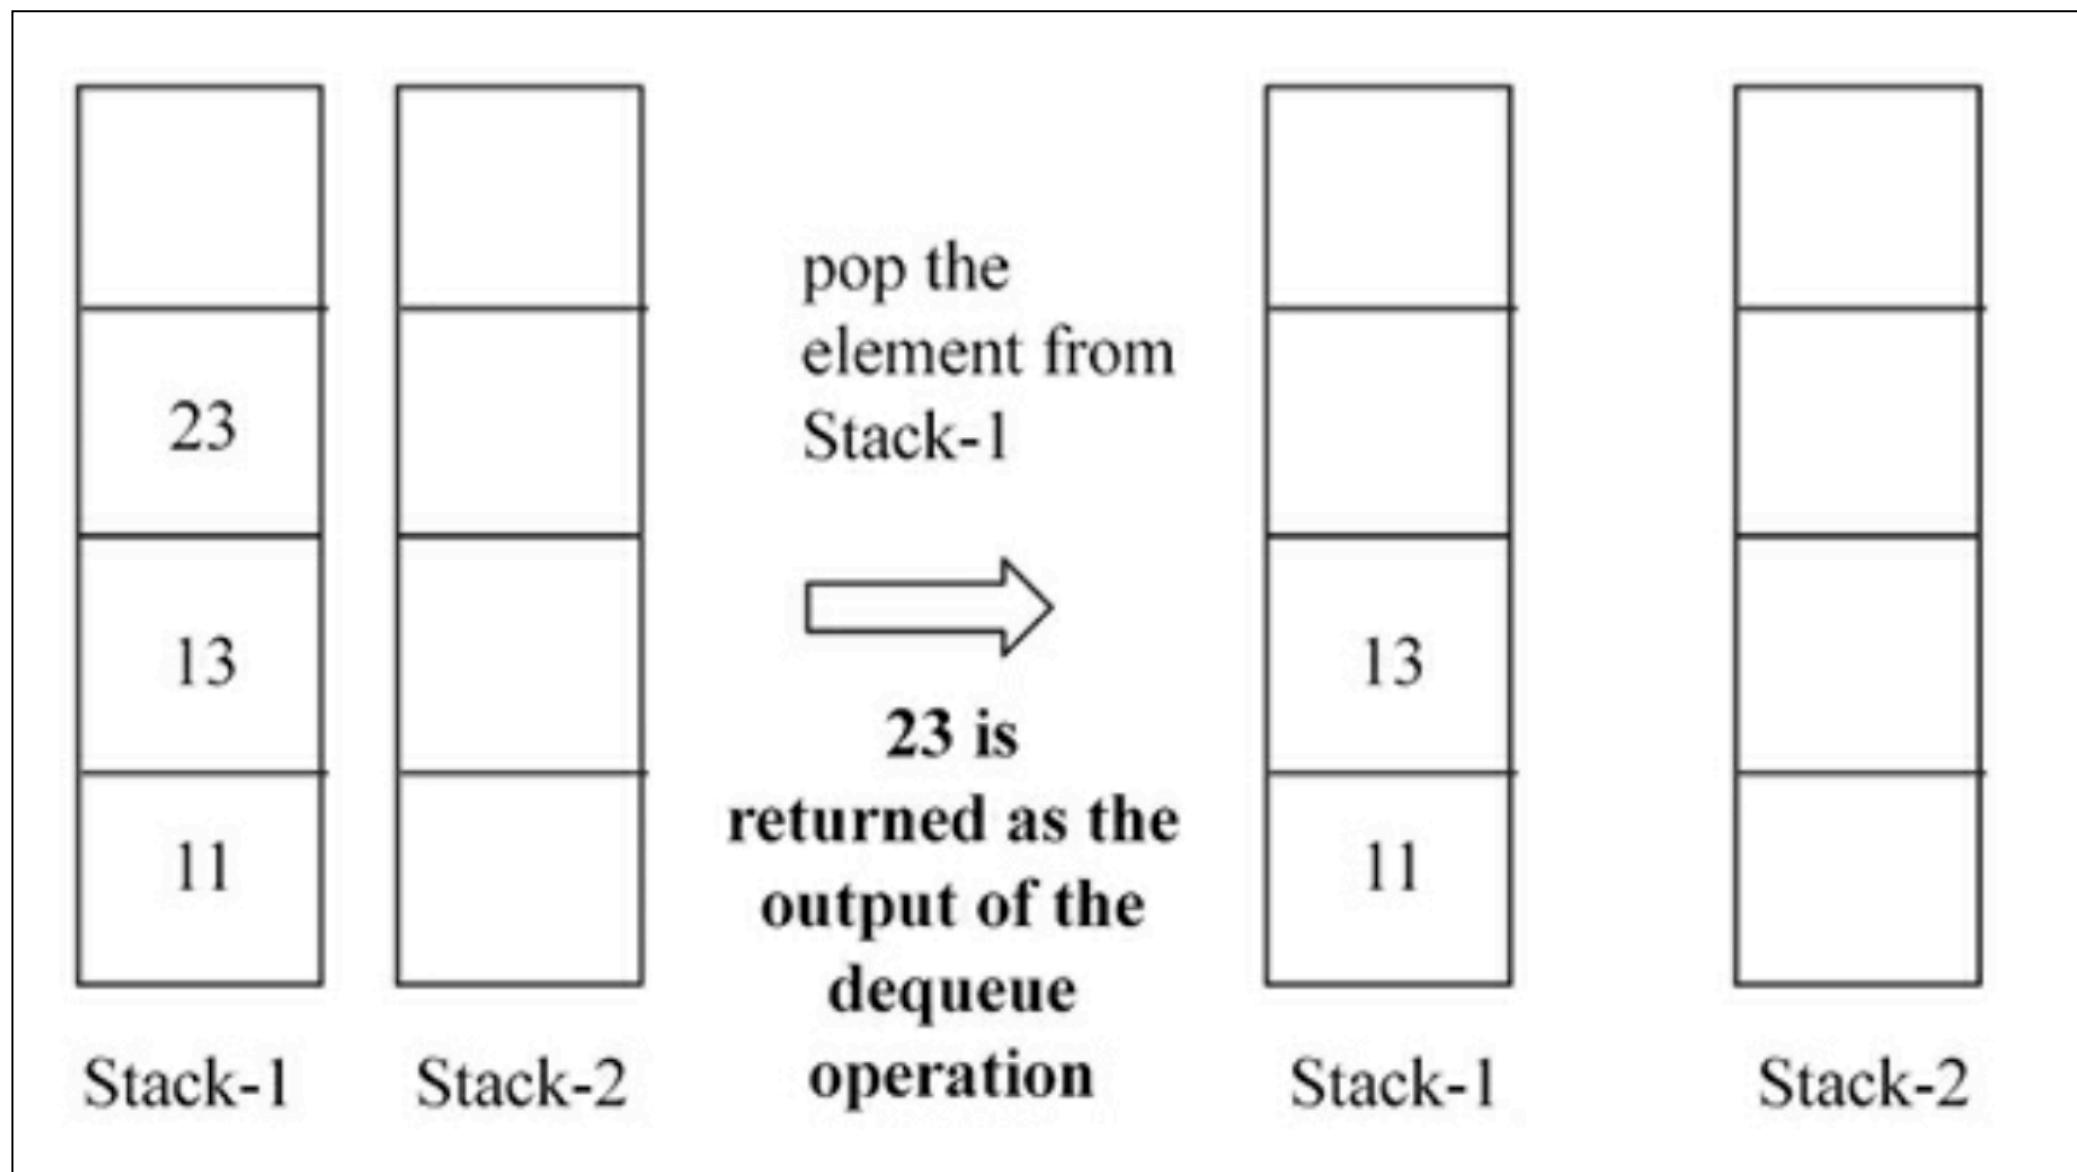 23
13
11
Stack-1
Stack-2
pop the
element from
Stack-1
23 is
returned as the
output of the
dequeue
operation
13
11
Stack-1
Stack-2